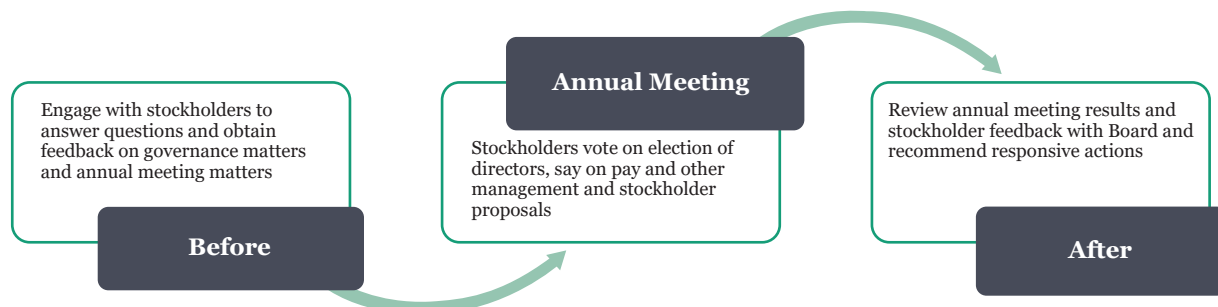 Engage with stockholders to
answer questions and obtain
feedback on governance matters
and annual meeting matters
Before
Annual Meeting
Stockholders vote on election of
directors, say on pay and other
management and stockholder
proposals
Review annual meeting results and
stockholder feedback with Board and
recommend responsive actions
After